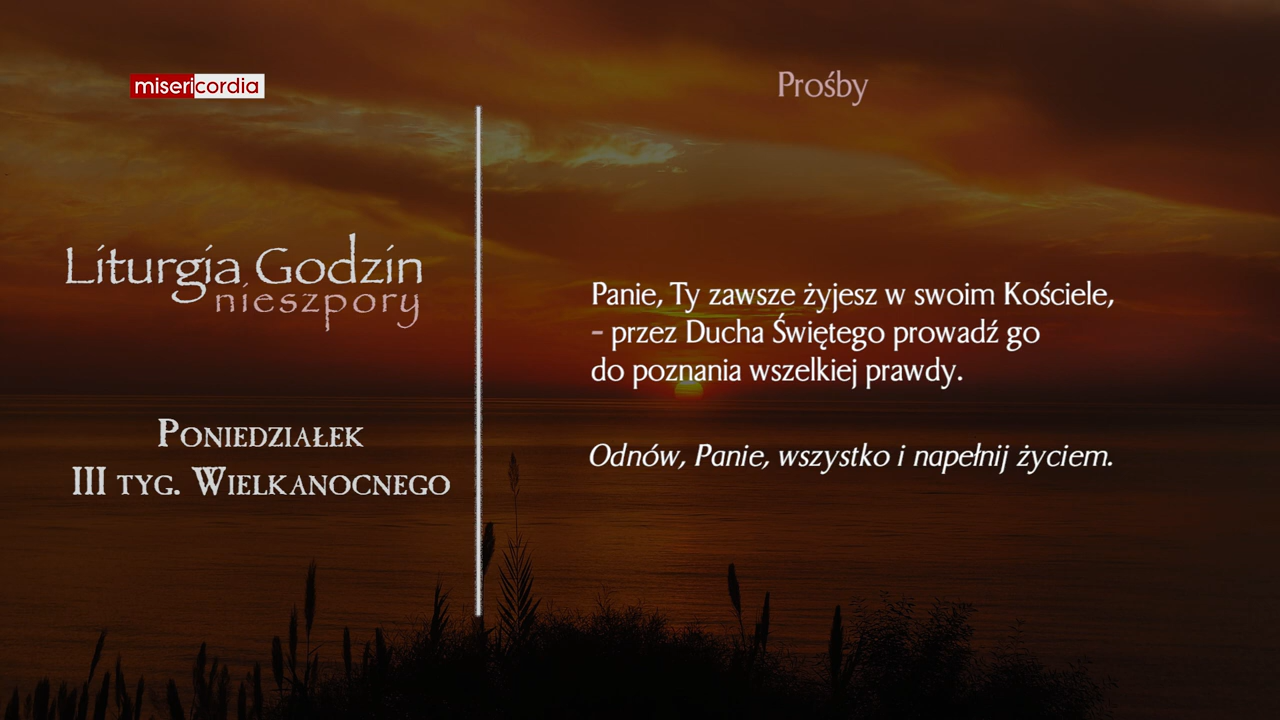 misericordia
Liturgia Godzin
nieszpory
Poniedziałek
III tyg. Wielkanocnego
Prośby
Panie, Ty zawsze żyjesz w swoim Kościele,
– przez Ducha Świętego prowadź go
do poznania wszelkiej prawdy.
Odnów, Panie, wszystko i napełnij życiem.